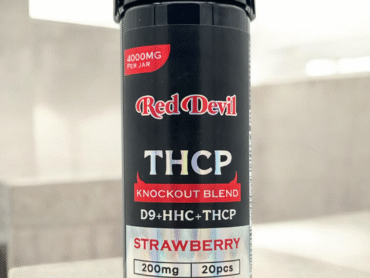 4000MG
PER JAR
Red Devil
THCP
KNOCKOUT BLEND
D9+HHC+THCP
STRAWBERRY
200mg 20pcs